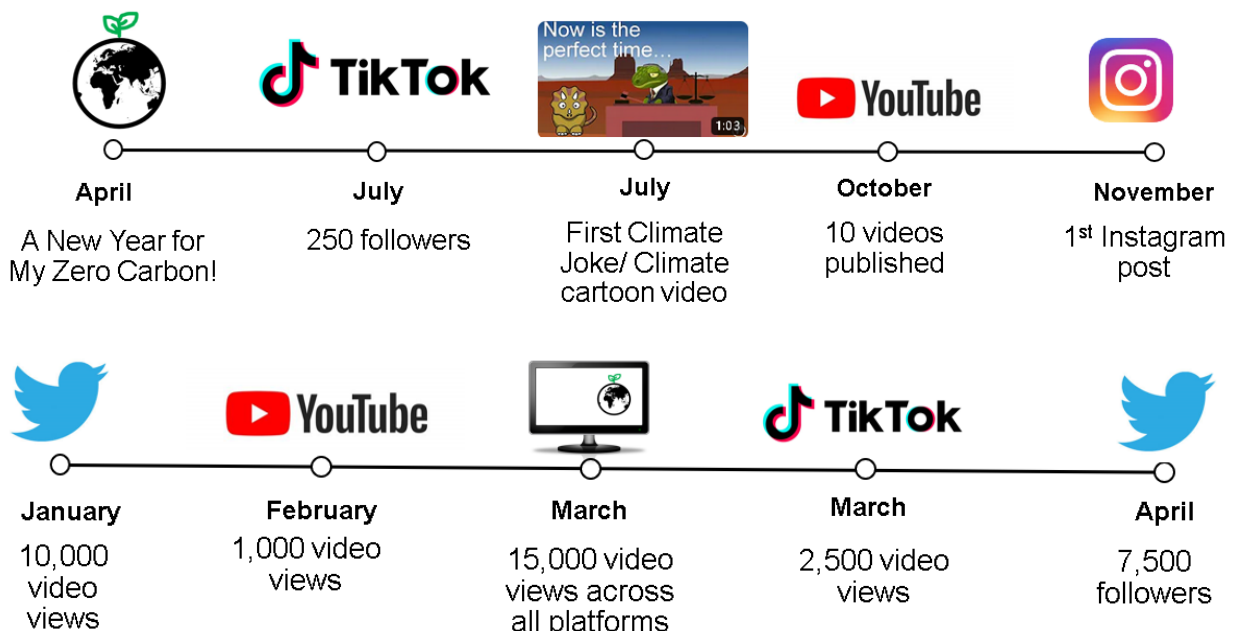 Now is the
perfect time...
1:03
TikTok
YouTube
April
July
July
October
November
A New Year for
My Zero Carbon!
250 followers
First Climate
Joke/ Climate
cartoon video
10 videos
published
1st Instagram
post
YouTube
TikTok
January
February
March
March
April
10,000
video
views
1,000 video
views
15,000 video
views across
all platforms
2,500 video
views
7,500
followers